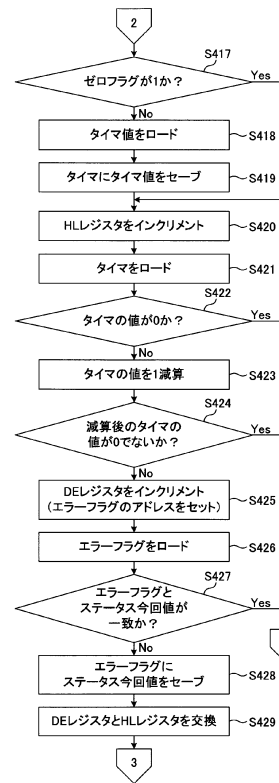 2
S417
ゼロフラグが1か？
Yes
No
タイマ値をロード
S418
タイマにタイマ値をセーブ
S419
HLレジスタをインクリメント
S420
タイマをロード
S421
S422
タイマの値が0か？
Yes
No
タイマの値を1減算
S423
S424
減算後のタイマの
値が0でないか？
Yes
No
DEレジスタをインクリメント
(エラーフラグのアドレスをセット)
S425
エラーフラグをロード
S426
S427
エラーフラグと
ステータス今回値が
一致か？
Yes
No
エラーフラグに
ステータス今回値をセーブ
S428
DEレジスタとHLレジスタを交換
S429
3